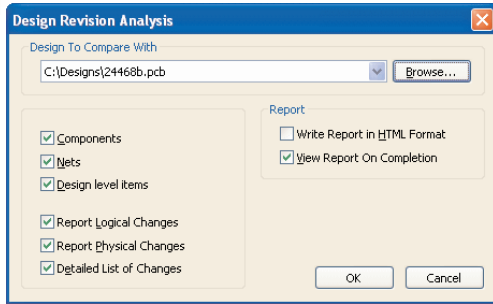 Design Revision Analysis
Design To Compare With
C:\Designs\24468b.pcb
Browse...
Components
Nets
Design level items
Report Logical Changes
Report Physical Changes
Detailed List of Changes
Report
Write Report in HTML Format
View Report On Completion
OK
Cancel